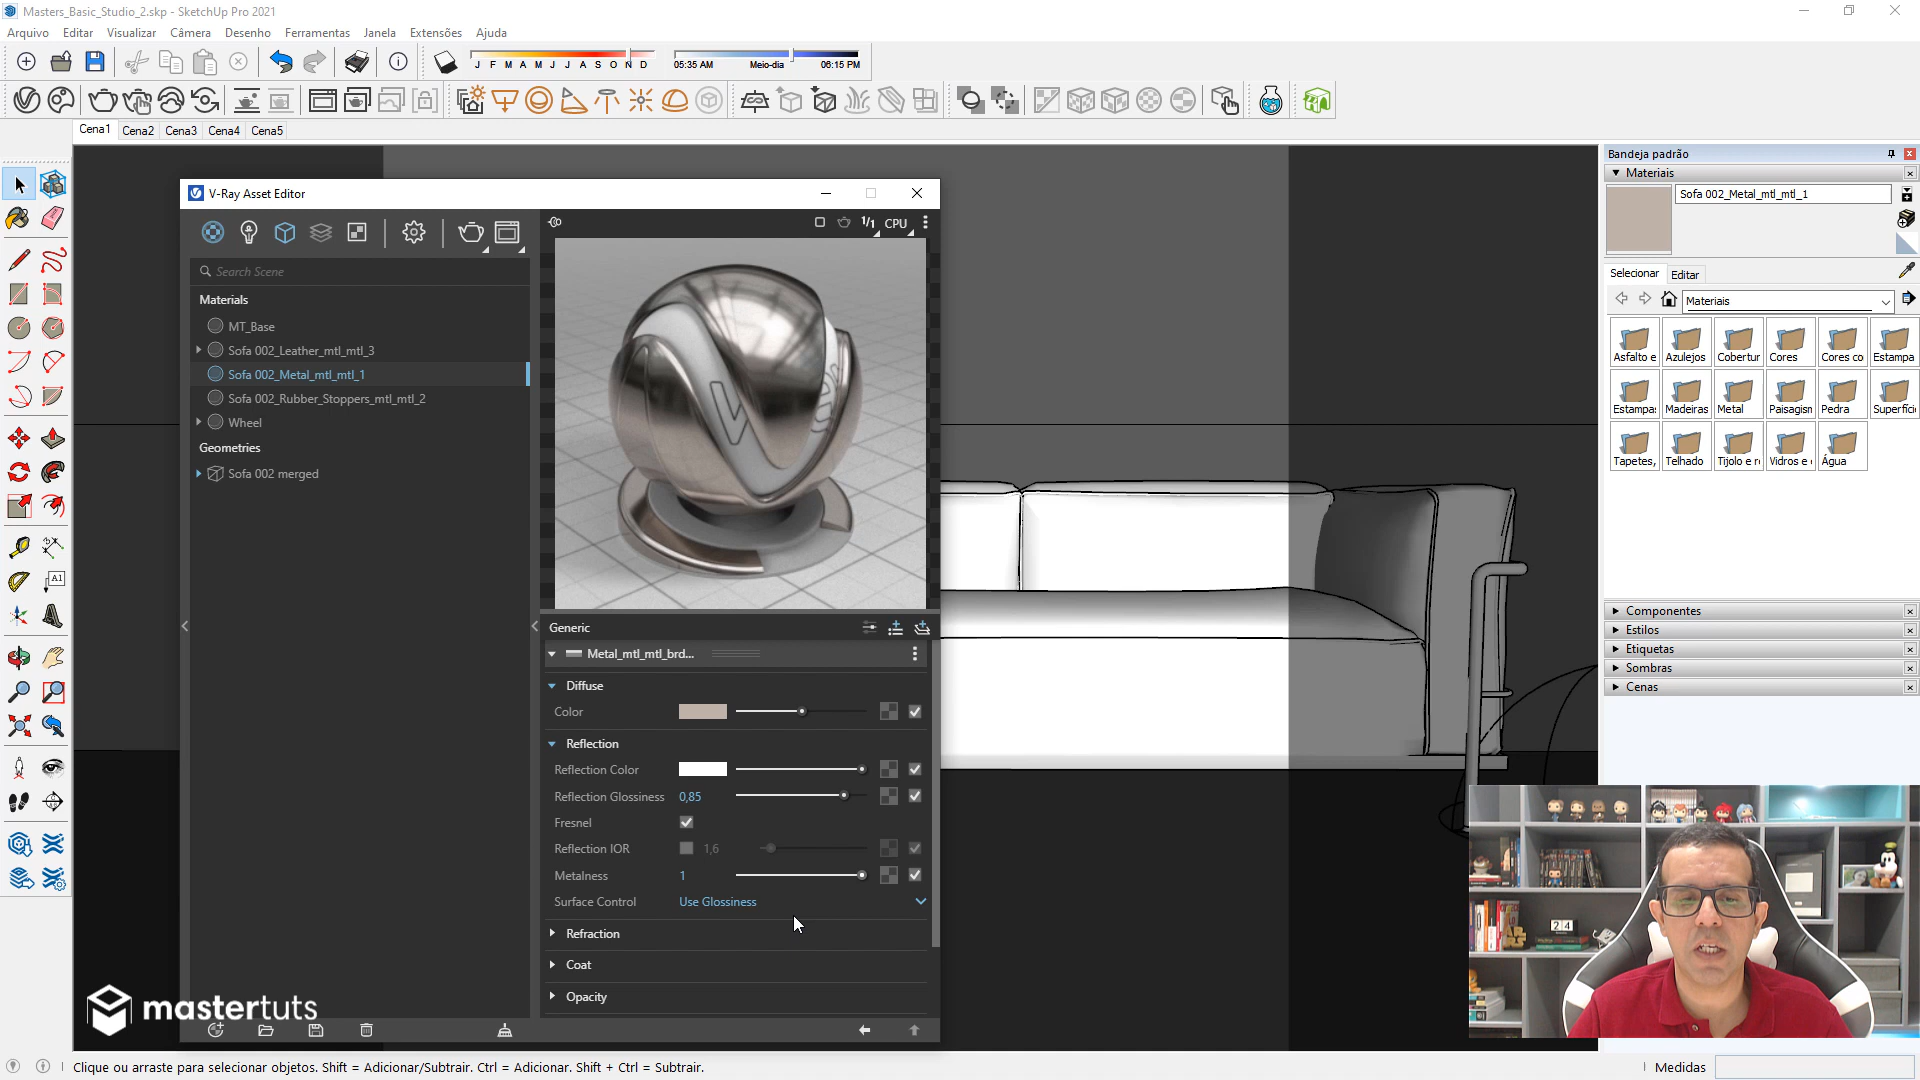 Masters_Basic_Studio_2.skp - SketchUp Pro 2021
Arquivo Editar Visualizar Câmera Desenho Ferramentas Janela Extensões Ajuda
J F M A M J J A S O N D
05:35 AM Meio-dia 06:15 PM
Cena1 Cena2 Cena3 Cena4 Cena5
V-Ray Asset Editor
1/1 CPU
Search Scene
Materials
MT_Base
Sofa 002_Leather_mtl_mtl_3
Sofa 002_Metal_mtl_mtl_1
Sofa 002_Rubber_Stoppers_mtl_mtl_2
Wheel
Geometries
Sofa 002 merged
Generic
Metal_mtl_mtl_brd...
Diffuse
Color
Reflection
Reflection Color
Reflection Glossiness 0,85
Fresnel
Reflection IOR 1,6
Metalness 1
Surface Control Use Glossiness
Refraction
Coat
Opacity
Bandeja padrão
Materiais
Sofa 002_Metal_mtl_mtl_1
Selecionar Editar
Materiais
Asfalto e Azulejos Cobertur Cores Cores co Estampa
Estampa: Madeiras Metal Paisagisn Pedra Superfíci
Tapetes, Telhado Tijolo e re Vidros e Água
Componentes
Estilos
Etiquetas
Sombras
Cenas
A1
24
mastertuts
Clique ou arraste para selecionar objetos. Shift = Adicionar/Subtrair. Ctrl = Adicionar. Shift + Ctrl = Subtrair.
Medidas